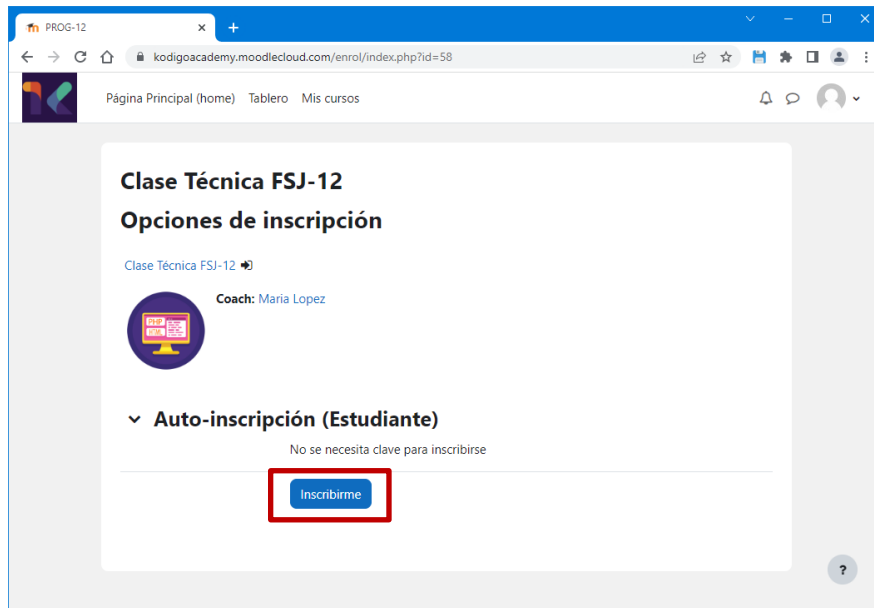 PROG-12
kodigoacademy.moodlecloud.com/enrol/index.php?id=58
Página Principal (home) Tablero Mis cursos
Clase Técnica FSJ-12
Opciones de inscripción
Clase Técnica FSJ-12
Coach: Maria Lopez
PHP
HTML
Auto-inscripción (Estudiante)
No se necesita clave para inscribirse
Inscribirme
?